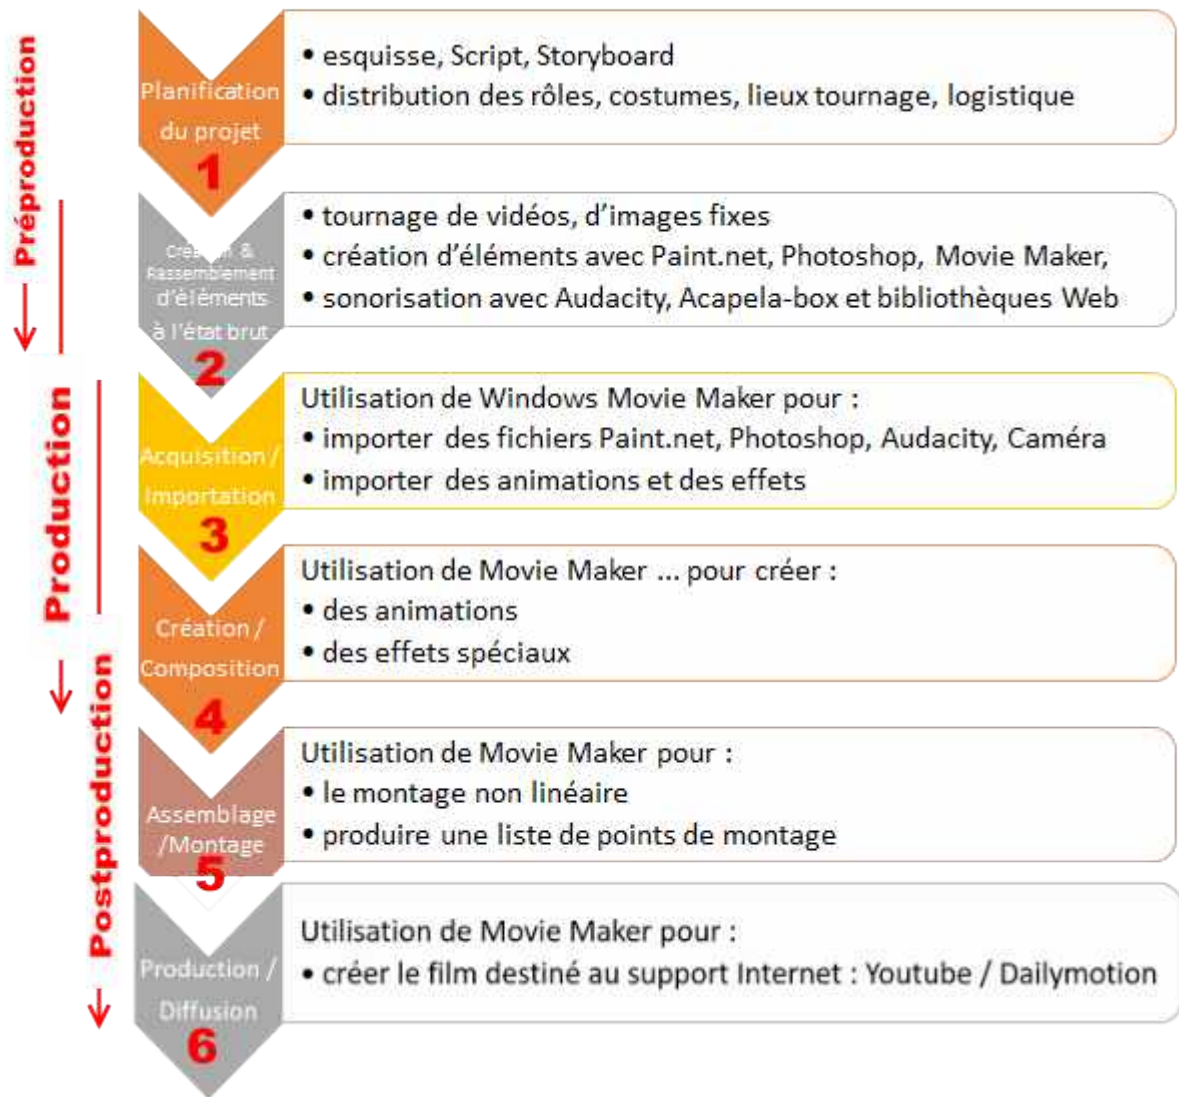 Préproduction
Production
Postproduction
Planification
du projet
1
• esquisse, Script, Storyboard
• distribution des rôles, costumes, lieux tournage, logistique
Création &
Rassemblement
d'éléments
à l'état brut
2
• tournage de vidéos, d'images fixes
• création d'éléments avec Paint.net, Photoshop, Movie Maker,
• sonorisation avec Audacity, Acapela-box et bibliothèques Web
Acquisition /
Importation
3
Utilisation de Windows Movie Maker pour :
• importer des fichiers Paint.net, Photoshop, Audacity, Caméra
• importer des animations et des effets
Création /
Composition
4
Utilisation de Movie Maker ... pour créer :
• des animations
• des effets spéciaux
Assemblage
/Montage
5
Utilisation de Movie Maker pour :
• le montage non linéaire
• produire une liste de points de montage
Production /
Diffusion
6
Utilisation de Movie Maker pour :
• créer le film destiné au support Internet : Youtube / Dailymotion